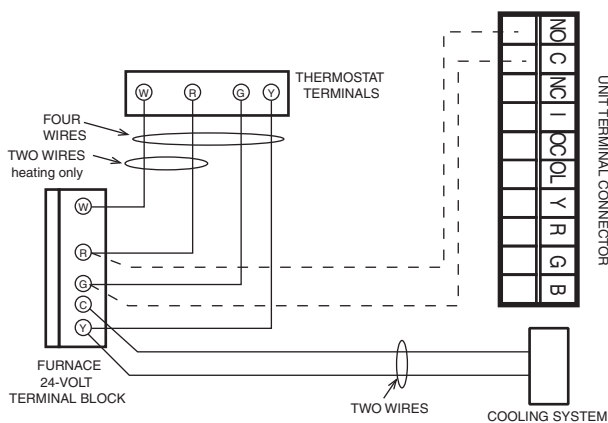 THERMOSTAT
TERMINALS
W
R
G
Y
FOUR
WIRES
TWO WIRES
heating only
W
R
G
C
Y
FURNACE
24-VOLT
TERMINAL BLOCK
TWO WIRES
COOLING SYSTEM
NO
C
NC
I
OC
OL
Y
R
G
B
UNIT TERMINAL CONNECTOR